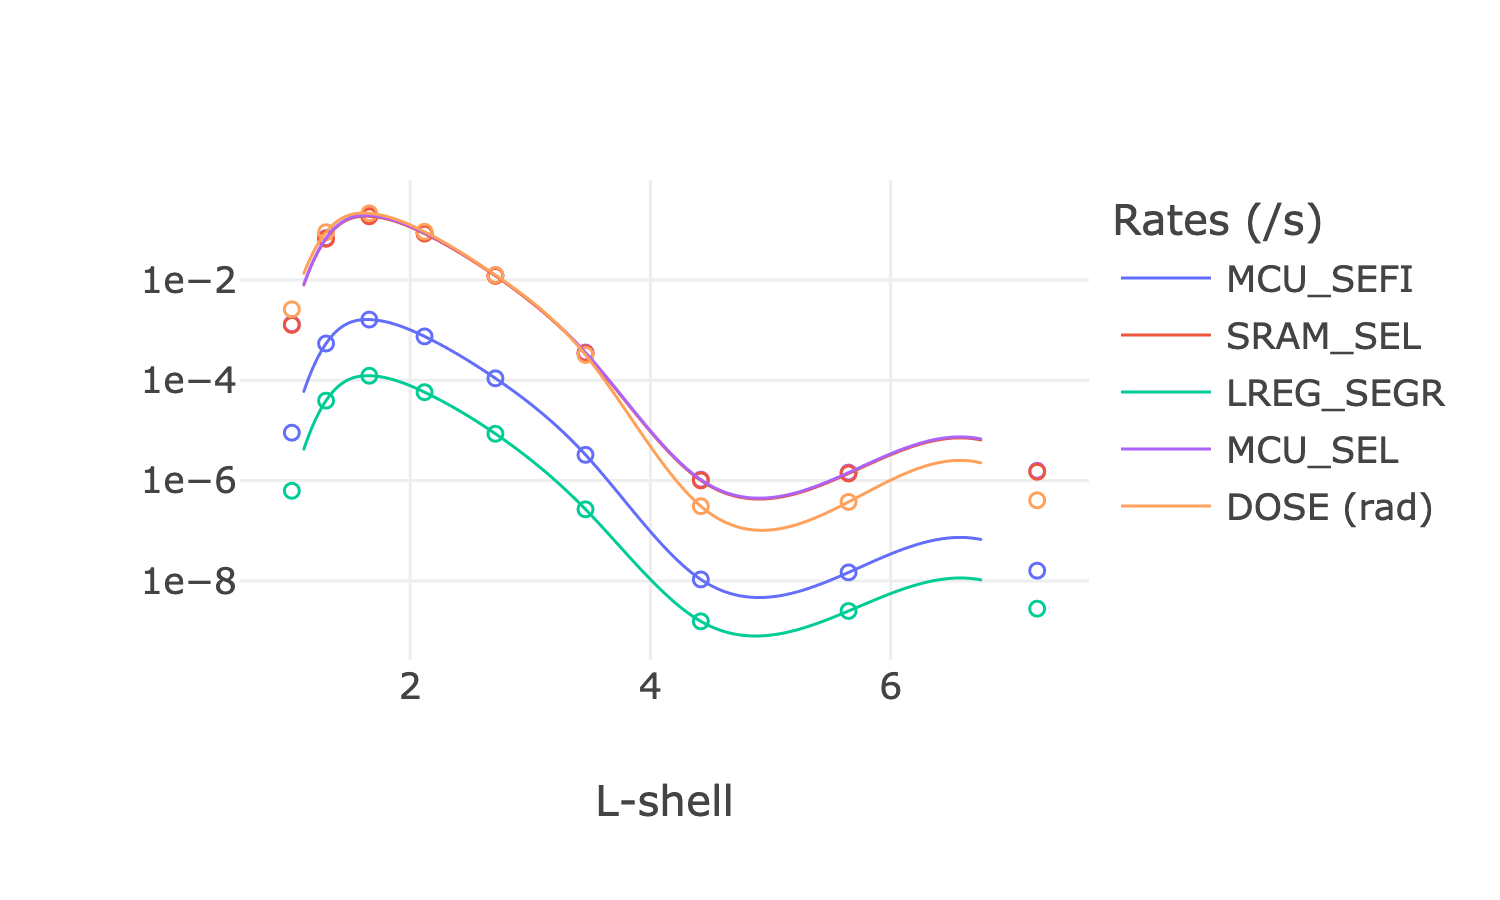 Rates (/s)
MCU_SEFI
SRAM_SEL
LREG_SEGR
MCU_SEL
DOSE (rad)
1e−2
1e−4
1e−6
1e−8
2 4 6
L-shell